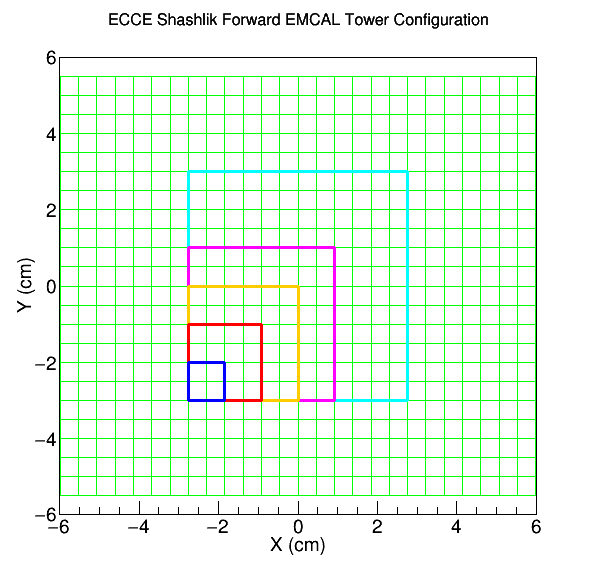 ECCE Shashlik Forward EMCAL Tower Configuration
6
4
2
0
−2
−4
−6
Y (cm)
−6 −4 −2 0 2 4 6
X (cm)